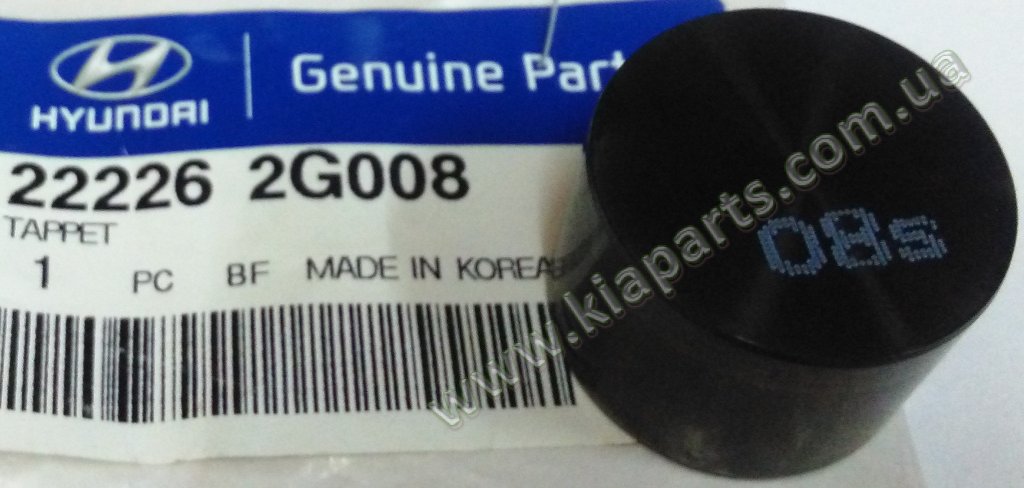 HYUNDAI
Genuine Part
22226 2G008
TAPPET
1 PC BF MADE IN KOREA
08s
www.kiaparts.com.ua